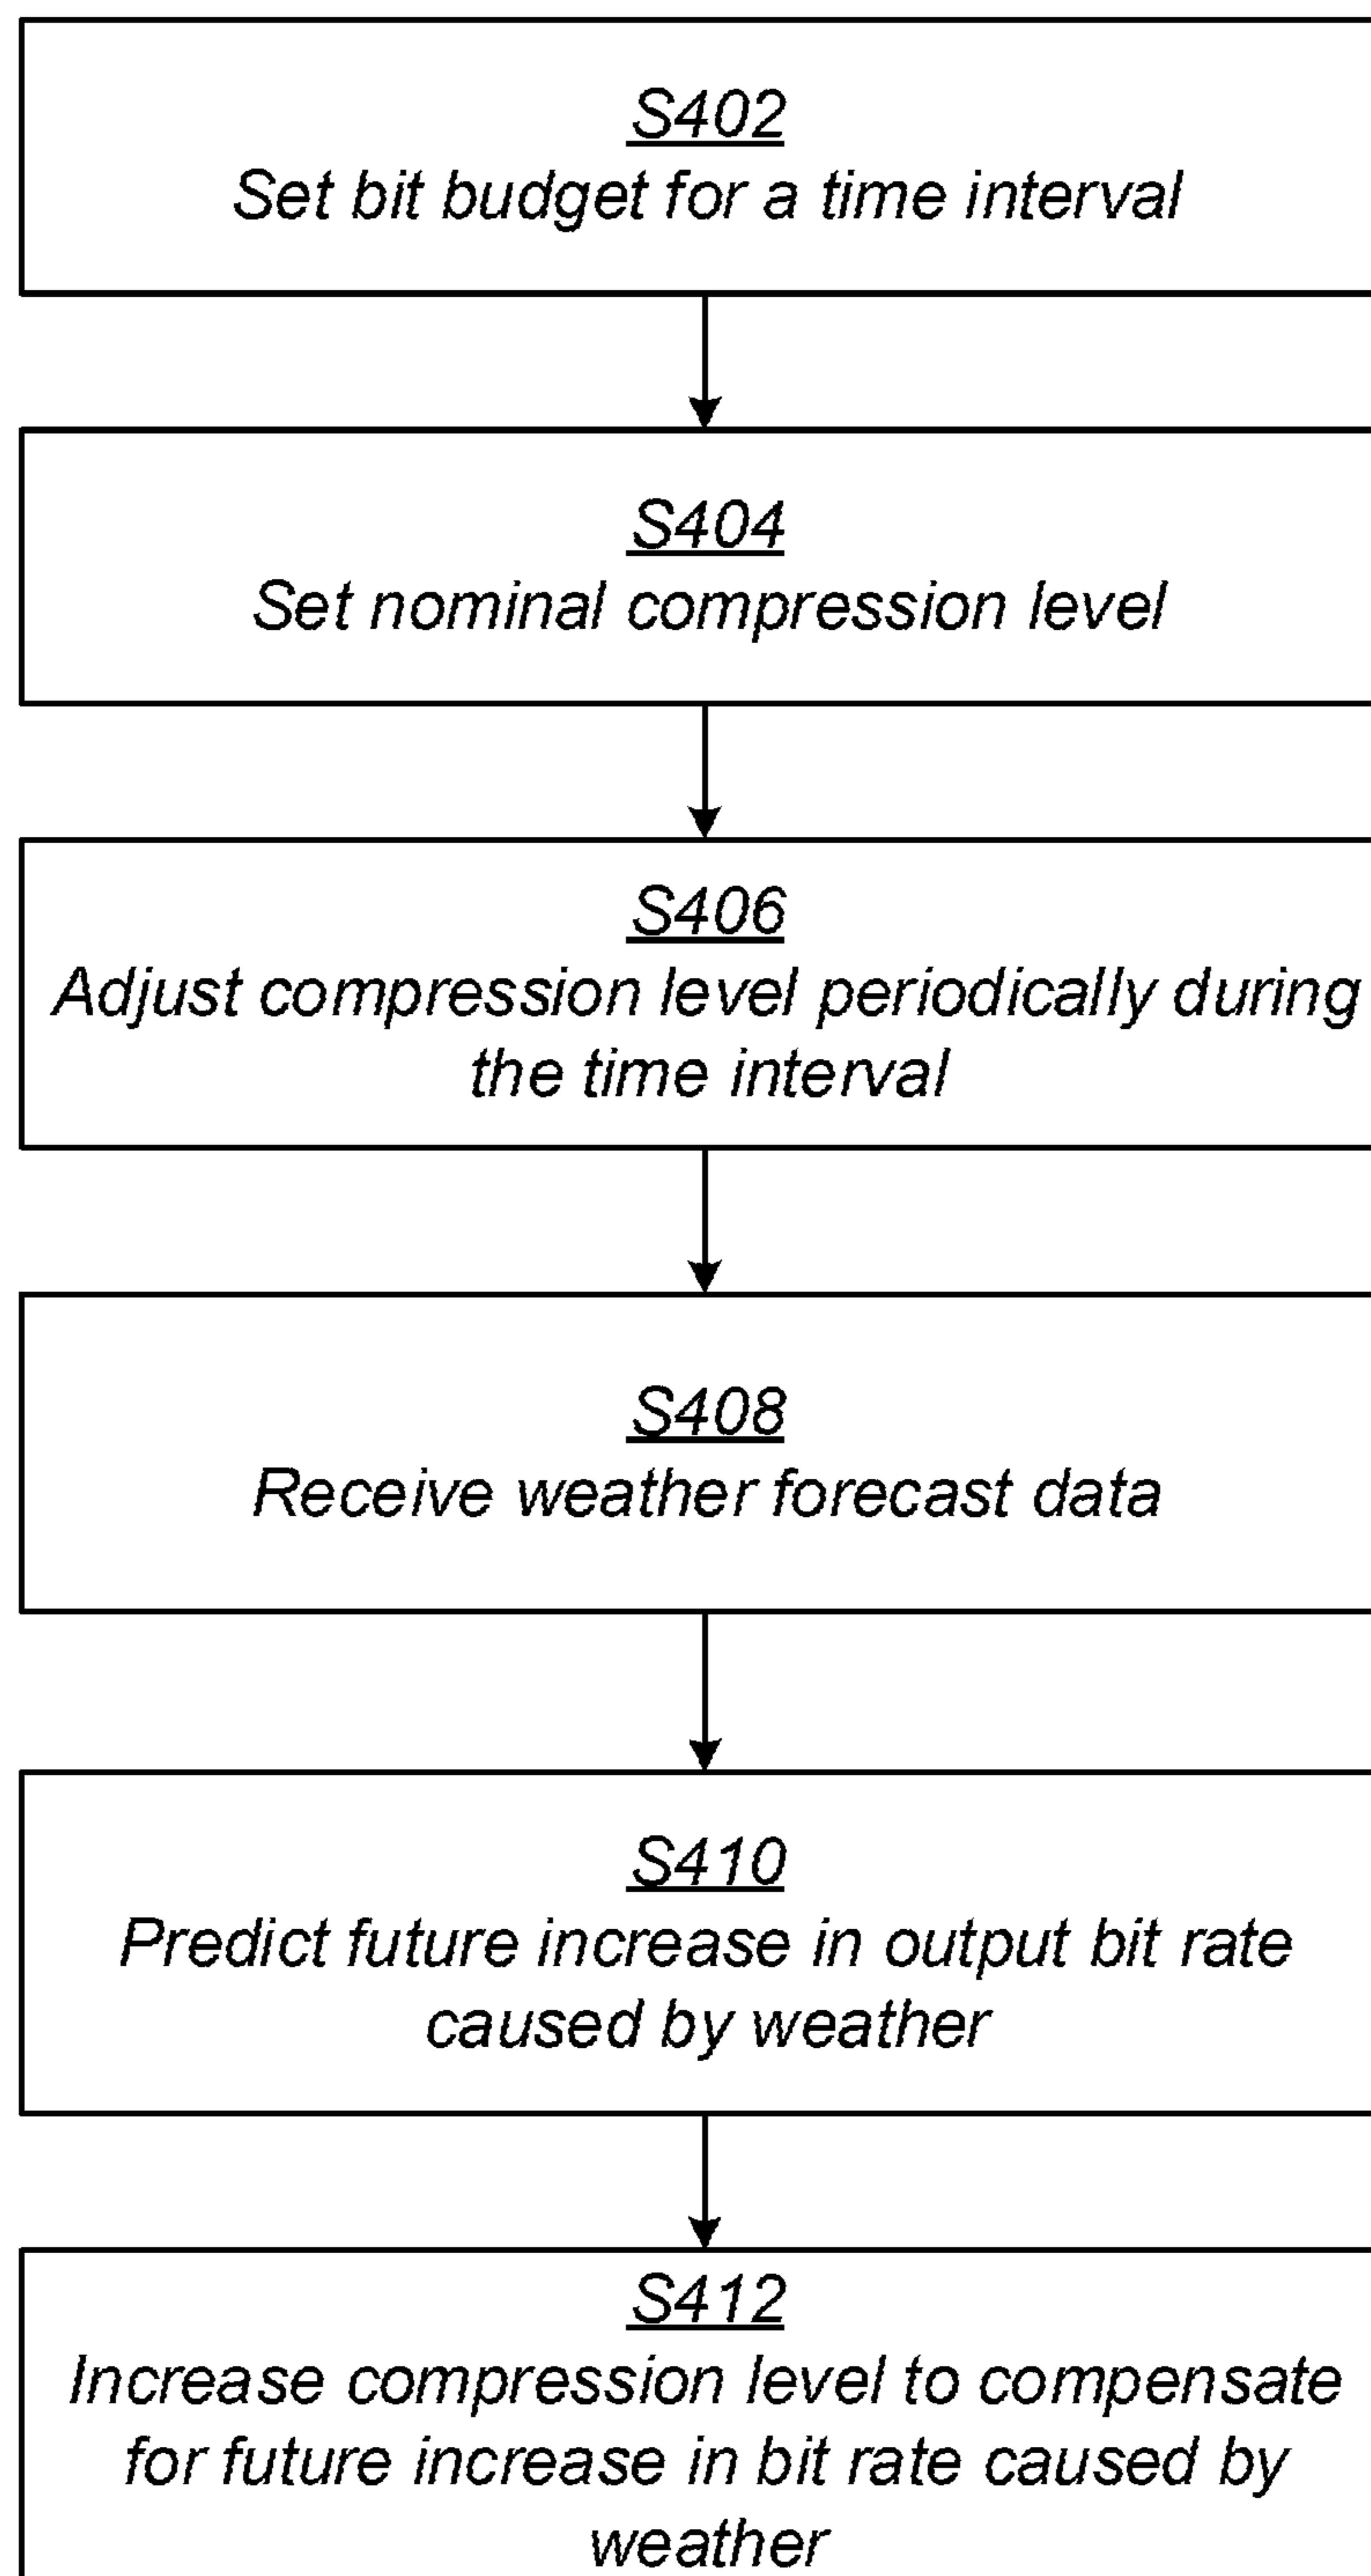 S402
Set bit budget for a time interval
S404
Set nominal compression level
S406
Adjust compression level periodically during
the time interval
S408
Receive weather forecast data
S410
Predict future increase in output bit rate
caused by weather
S412
Increase compression level to compensate
for future increase in bit rate caused by
weather